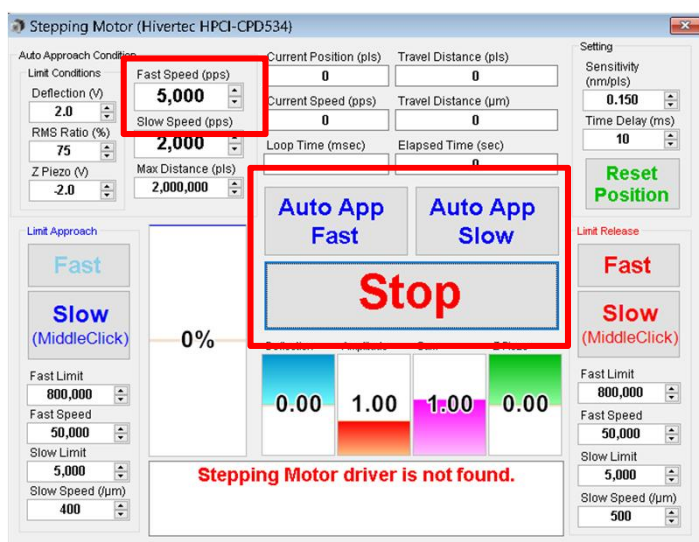 Stepping Motor (Hivertec HPCI-CPD534)
Auto Approach Condition
Limit Conditions
Deflection (V)
2.0
RMS Ratio (%)
75
Z Piezo (V)
-2.0
Fast Speed (pps)
5,000
Slow Speed (pps)
2,000
Max Distance (pls)
2,000,000
Current Position (pls)
0
Travel Distance (pls)
0
Current Speed (pps)
0
Travel Distance (μm)
0
Loop Time (msec)
Elapsed Time (sec)
0
Setting
Sensitivity
(nm/pls)
0.150
Time Delay (ms)
10
Reset
Position
Auto App
Fast
Auto App
Slow
Stop
Limit Approach
Fast
Slow
(MiddleClick)
Fast Limit
800,000
Fast Speed
50,000
Slow Limit
5,000
Slow Speed (/μm)
400
0%
0.00
1.00
1.00
0.00
Stepping Motor driver is not found.
Limit Release
Fast
Slow
(MiddleClick)
Fast Limit
800,000
Fast Speed
50,000
Slow Limit
5,000
Slow Speed (/μm)
500